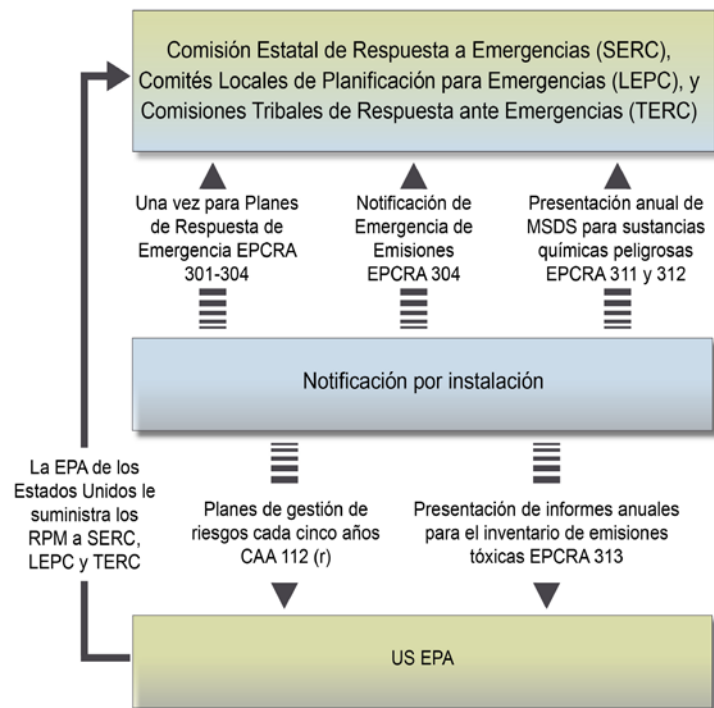 Comisión Estatal de Respuesta a Emergencias (SERC),
Comités Locales de Planificación para Emergencias (LEPC), y
Comisiones Tribales de Respuesta ante Emergencias (TERC)
Una vez para Planes
de Respuesta de
Emergencia EPCRA
301-304
Notificación de
Emergencia de
Emisiones
EPCRA 304
Presentación anual de
MSDS para sustancias
químicas peligrosas
EPCRA 311 y 312
Notificación por instalación
La EPA de los
Estados Unidos le
suministra los
RPM a SERC,
LEPC y TERC
Planes de gestión de
riesgos cada cinco años
CAA 112 (r)
Presentación de informes anuales
para el inventario de emisiones
tóxicas EPCRA 313
US EPA